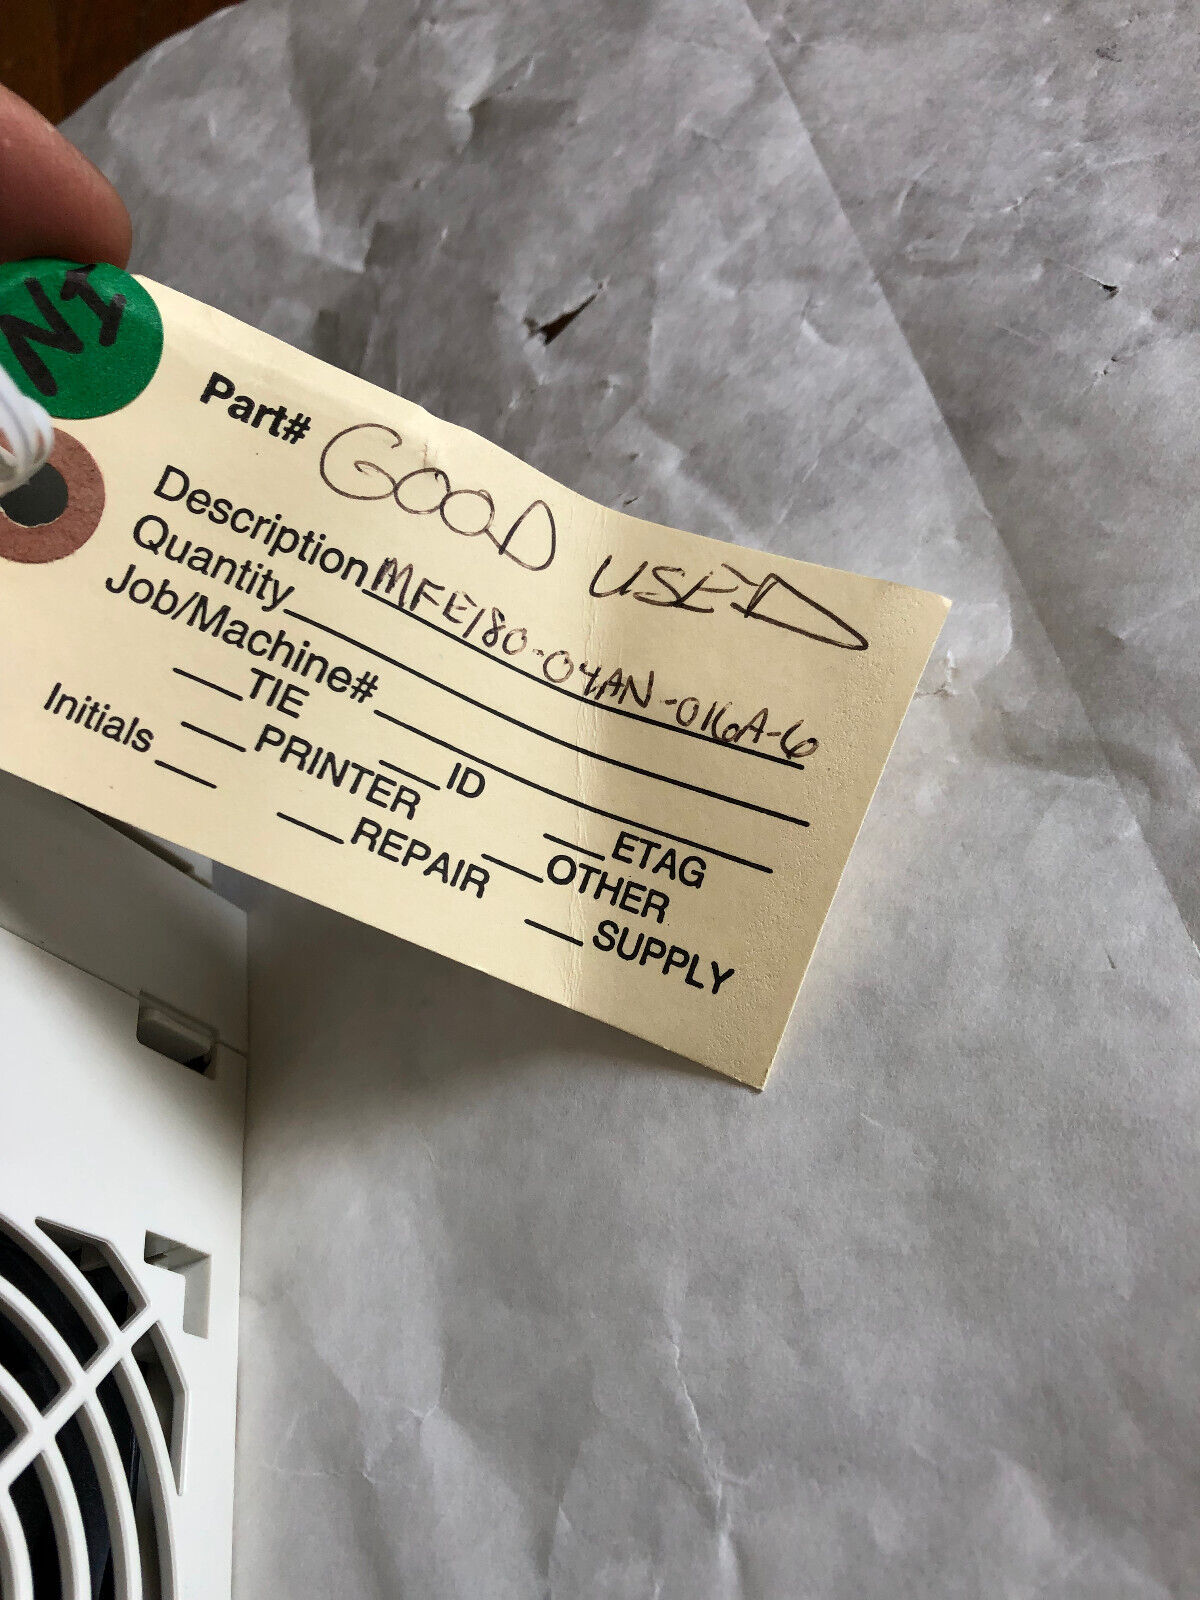 NI
Part# GOOD USED
Description MFE180-04AN-016A-6
Quantity
Job/Machine#
TIE ID ETAG
PRINTER OTHER
Initials REPAIR SUPPLY